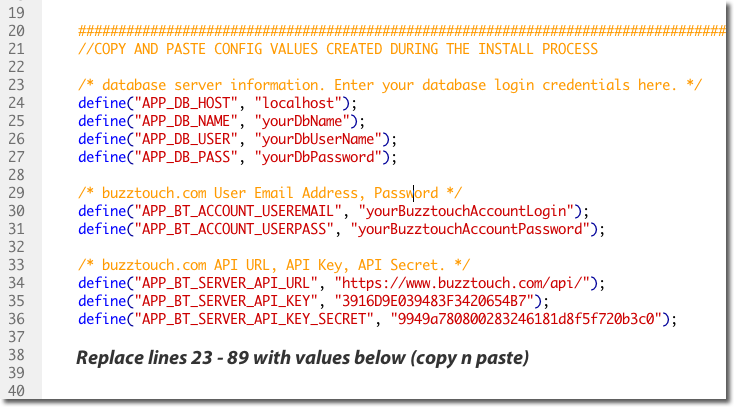 19
20 ################################################################################
21 //COPY AND PASTE CONFIG VALUES CREATED DURING THE INSTALL PROCESS
22
23 /* database server information. Enter your database login credentials here. */
24 define("APP_DB_HOST", "localhost");
25 define("APP_DB_NAME", "yourDbName");
26 define("APP_DB_USER", "yourDbUserName");
27 define("APP_DB_PASS", "yourDbPassword");
28
29 /* buzztouch.com User Email Address, Password */
30 define("APP_BT_ACCOUNT_USEREMAIL", "yourBuzztouchAccountLogin");
31 define("APP_BT_ACCOUNT_USERPASS", "yourBuzztouchAccountPassword");
32
33 /* buzztouch.com API URL, API Key, API Secret. */
34 define("APP_BT_SERVER_API_URL", "https://www.buzztouch.com/api/");
35 define("APP_BT_SERVER_API_KEY", "3916D9E039483F3420654B7");
36 define("APP_BT_SERVER_API_KEY_SECRET", "9949a780800283246181d8f5f720b3c0");
37
38 Replace lines 23 - 89 with values below (copy n paste)
39
40